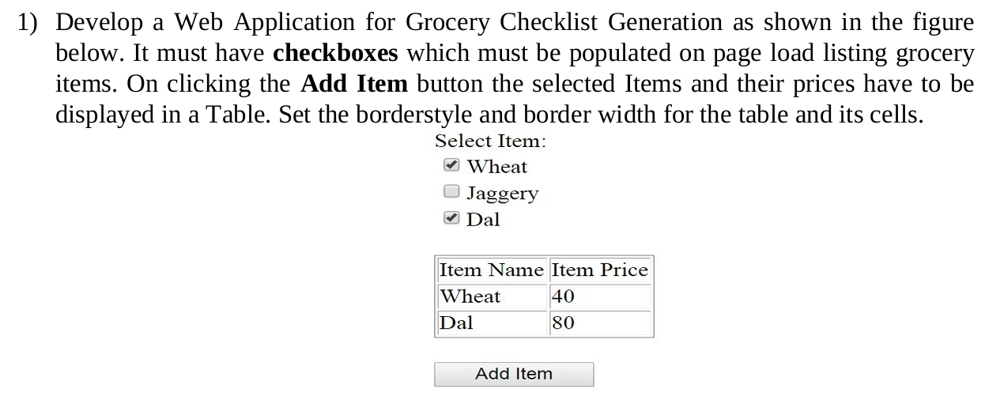 1) Develop a Web Application for Grocery Checklist Generation as shown in the figure
below. It must have checkboxes which must be populated on page load listing grocery
items. On clicking the Add Item button the selected Items and their prices have to be
displayed in a Table. Set the borderstyle and border width for the table and its cells.
Select Item:
Wheat
Jaggery
Dal
Item Name Item Price
Wheat 40
Dal 80
Add Item